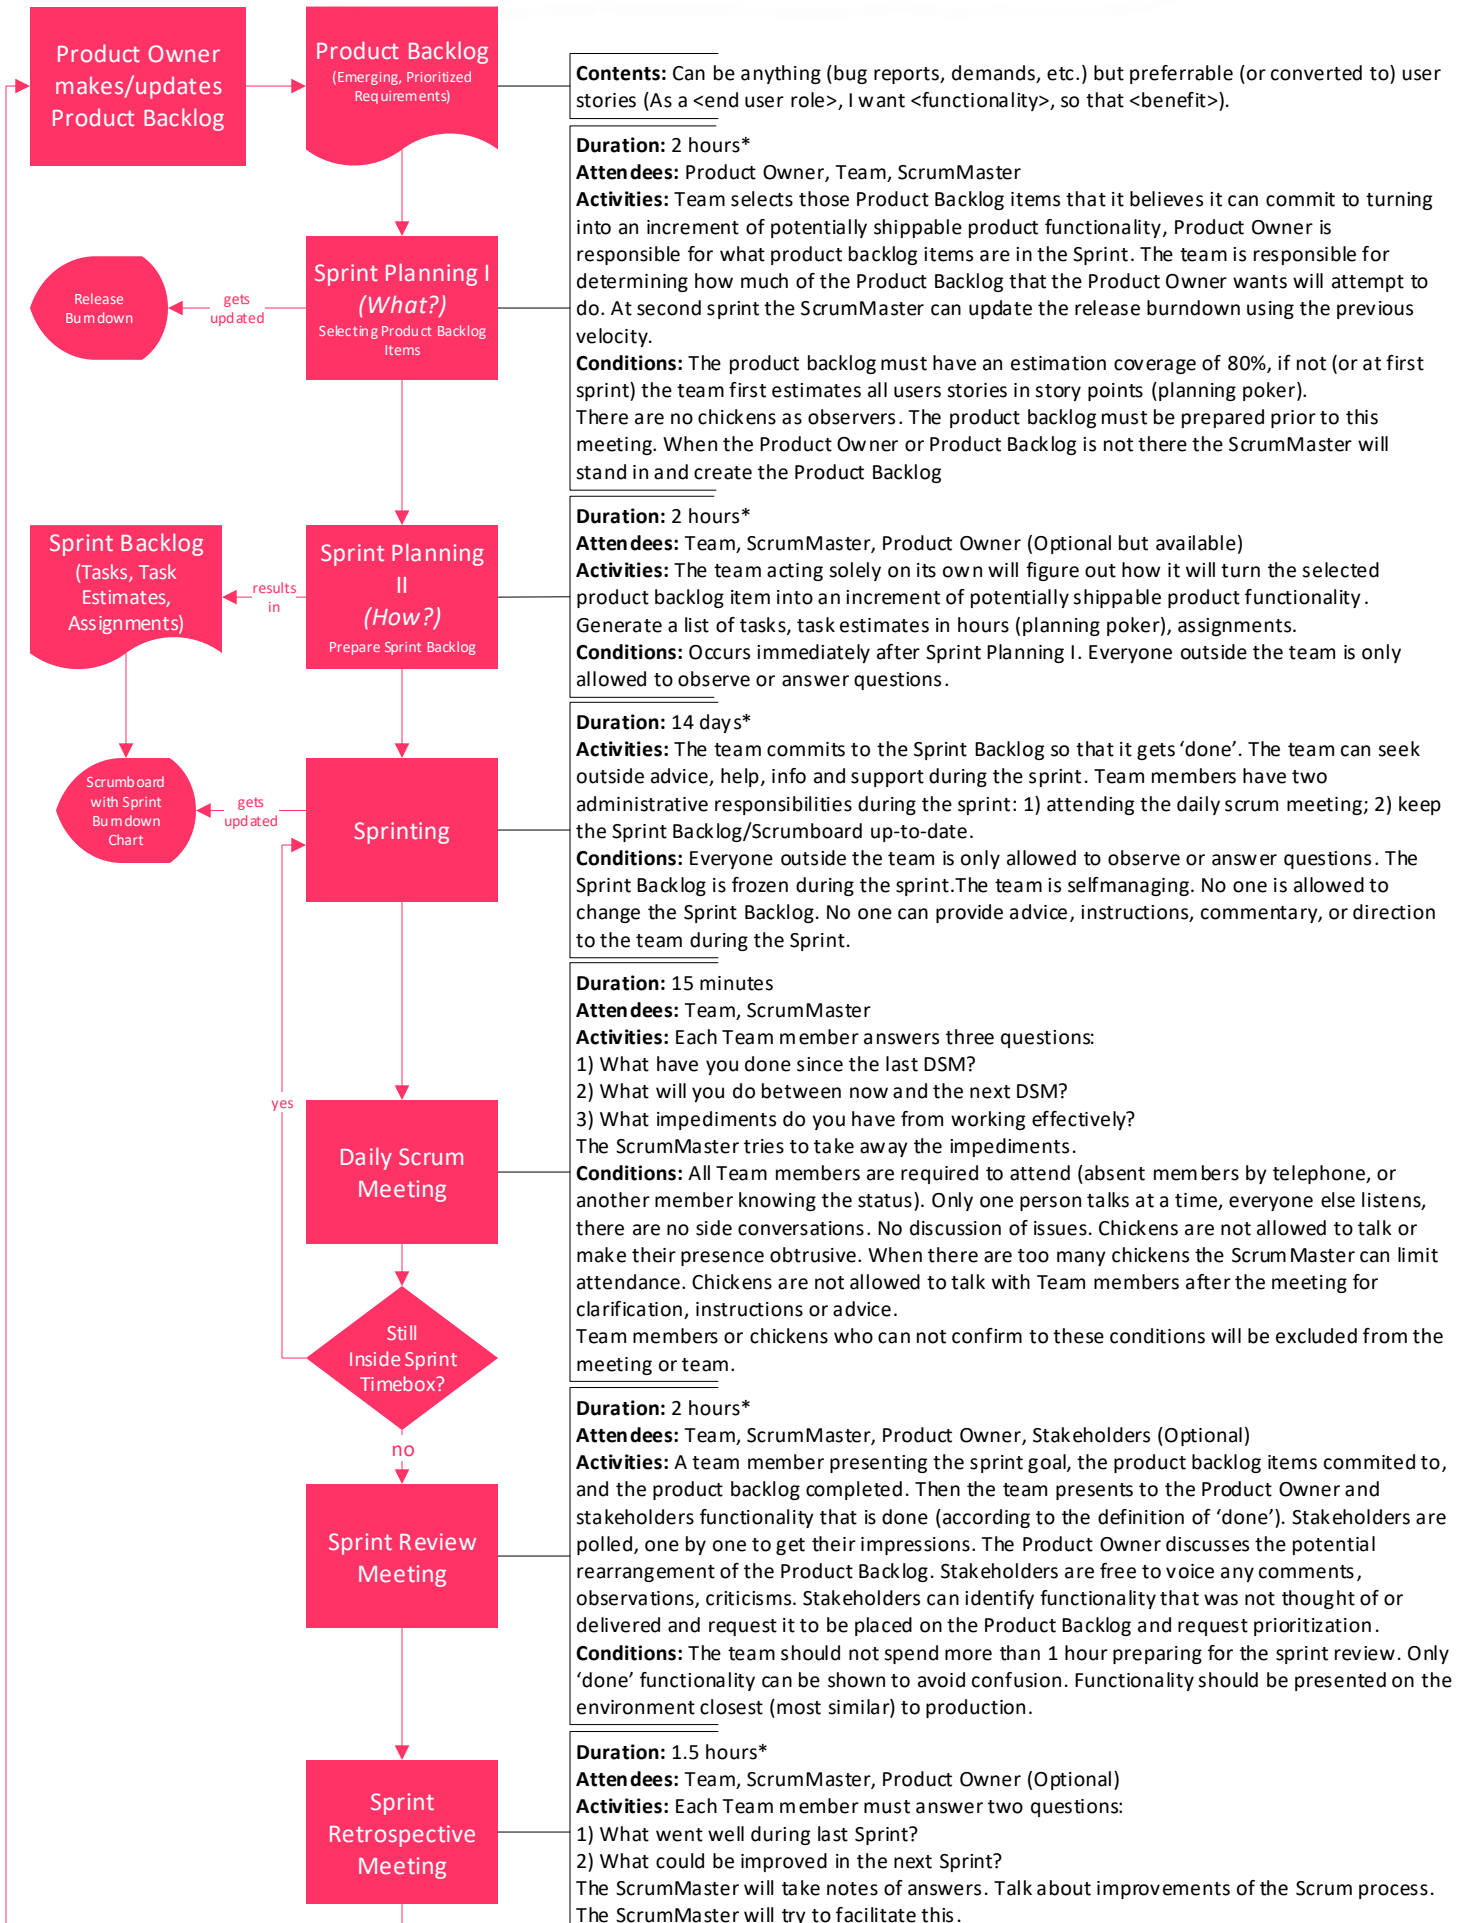 Product Owner
makes/updates
Product Backlog
Product Backlog
(Emerging, Prioritized
Requirements)
Contents: Can be anything (bug reports, demands, etc.) but preferrable (or converted to) user
stories (As a <end user role>, I want <functionality>, so that <benefit>).
Sprint Planning I
(What?)
Selecting Product Backlog
Items
gets
updated
Release
Burndown
Duration: 2 hours*
Attendees: Product Owner, Team, ScrumMaster
Activities: Team selects those Product Backlog items that it believes it can commit to turning
into an increment of potentially shippable product functionality, Product Owner is
responsible for what product backlog items are in the Sprint. The team is responsible for
determining how much of the Product Backlog that the Product Owner wants will attempt to
do. At second sprint the ScrumMaster can update the release burndown using the previous
velocity.
Conditions: The product backlog must have an estimation coverage of 80%, if not (or at first
sprint) the team first estimates all users stories in story points (planning poker).
There are no chickens as observers. The product backlog must be prepared prior to this
meeting. When the Product Owner or Product Backlog is not there the ScrumMaster will
stand in and create the Product Backlog
Sprint Planning
II
(How?)
Prepare Sprint Backlog
results
in
Sprint Backlog
(Tasks, Task
Estimates,
Assignments)
Duration: 2 hours*
Attendees: Team, ScrumMaster, Product Owner (Optional but available)
Activities: The team acting solely on its own will figure out how it will turn the selected
product backlog item into an increment of potentially shippable product functionality.
Generate a list of tasks, task estimates in hours (planning poker), assignments.
Conditions: Occurs immediately after Sprint Planning I. Everyone outside the team is only
allowed to observe or answer questions.
Sprinting
gets
updated
Scrumboard
with Sprint
Burndown
Chart
Duration: 14 days*
Activities: The team commits to the Sprint Backlog so that it gets ‘done’. The team can seek
outside advice, help, info and support during the sprint. Team members have two
administrative responsibilities during the sprint: 1) attending the daily scrum meeting; 2) keep
the Sprint Backlog/Scrumboard up-to-date.
Conditions: Everyone outside the team is only allowed to observe or answer questions. The
Sprint Backlog is frozen during the sprint.The team is selfmanaging. No one is allowed to
change the Sprint Backlog. No one can provide advice, instructions, commentary, or direction
to the team during the Sprint.
yes
Daily Scrum
Meeting
Duration: 15 minutes
Attendees: Team, ScrumMaster
Activities: Each Team member answers three questions:
1) What have you done since the last DSM?
2) What will you do between now and the next DSM?
3) What impediments do you have from working effectively?
The ScrumMaster tries to take away the impediments.
Conditions: All Team members are required to attend (absent members by telephone, or
another member knowing the status). Only one person talks at a time, everyone else listens,
there are no side conversations. No discussion of issues. Chickens are not allowed to talk or
make their presence obtrusive. When there are too many chickens the ScrumMaster can limit
attendance. Chickens are not allowed to talk with Team members after the meeting for
clarification, instructions or advice.
Team members or chickens who can not confirm to these conditions will be excluded from the
meeting or team.
Still
Inside Sprint
Timebox?
no
Sprint Review
Meeting
Duration: 2 hours*
Attendees: Team, ScrumMaster, Product Owner, Stakeholders (Optional)
Activities: A team member presenting the sprint goal, the product backlog items commited to,
and the product backlog completed. Then the team presents to the Product Owner and
stakeholders functionality that is done (according to the definition of ‘done’). Stakeholders are
polled, one by one to get their impressions. The Product Owner discusses the potential
rearrangement of the Product Backlog. Stakeholders are free to voice any comments,
observations, criticisms. Stakeholders can identify functionality that was not thought of or
delivered and request it to be placed on the Product Backlog and request prioritization.
Conditions: The team should not spend more than 1 hour preparing for the sprint review. Only
‘done’ functionality can be shown to avoid confusion. Functionality should be presented on the
environment closest (most similar) to production.
Sprint
Retrospective
Meeting
Duration: 1.5 hours*
Attendees: Team, ScrumMaster, Product Owner (Optional)
Activities: Each Team member must answer two questions:
1) What went well during last Sprint?
2) What could be improved in the next Sprint?
The ScrumMaster will take notes of answers. Talk about improvements of the Scrum process.
The ScrumMaster will try to facilitate this.